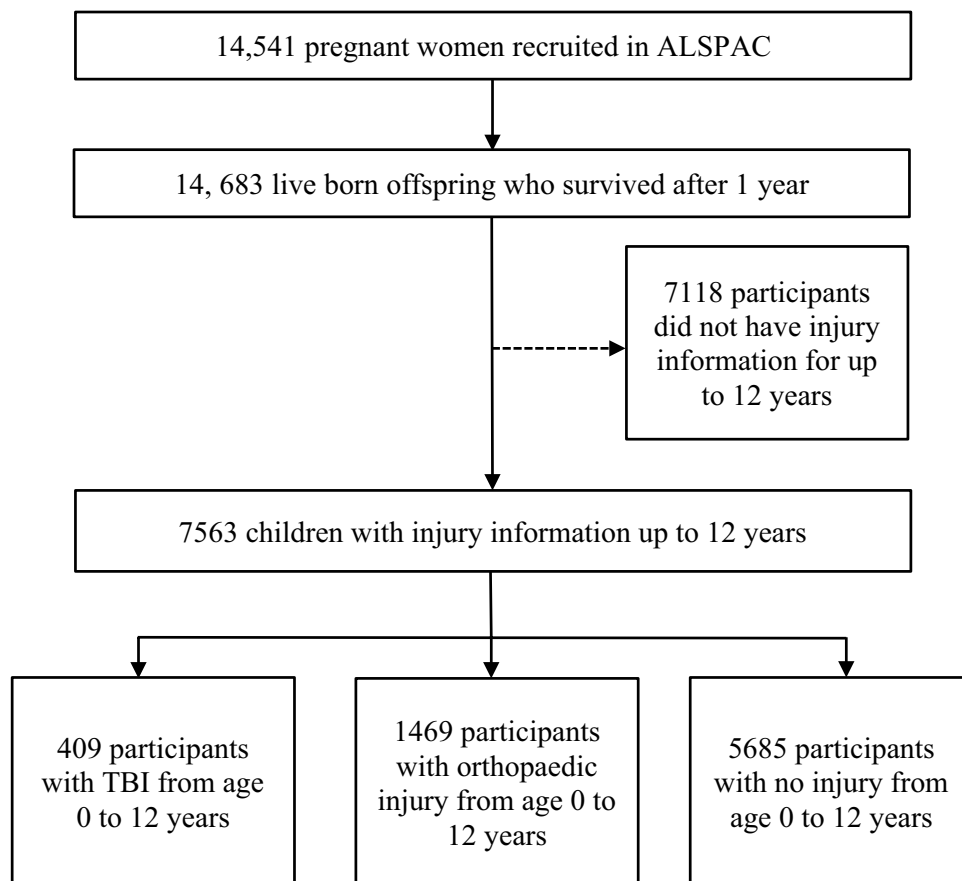 14,541 pregnant women recruited in ALSPAC
14, 683 live born offspring who survived after 1 year
7118 participants
did not have injury
information for up
to 12 years
7563 children with injury information up to 12 years
409 participants
with TBI from age
0 to 12 years
1469 participants
with orthopaedic
injury from age 0 to
12 years
5685 participants
with no injury from
age 0 to 12 years